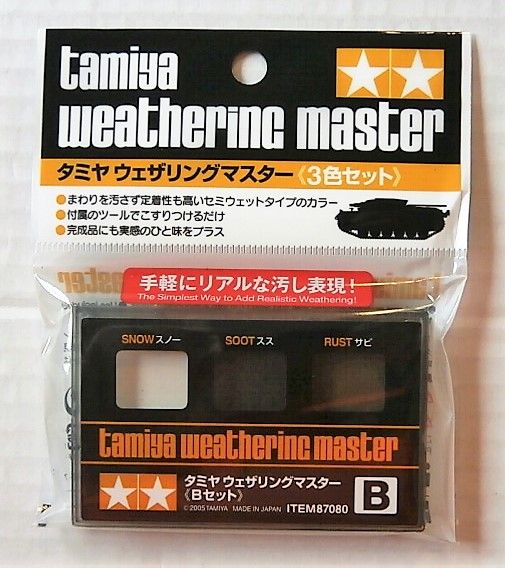 tamiya
weathering master
タミヤ ウェザリングマスター《3色セット》
●まわりを汚さず定着性も高いセミウェットタイプのカラー
●付属のツールでこすりつけるだけ
●完成品にも実感のひと味をプラス
手軽にリアルな汚し表現!
The Simplest Way to Add Realistic Weathering!
SNOW スノー SOOT スス RUST サビ
tamiya weathering master
タミヤ ウェザリングマスター
《Bセット》 B
© 2005 TAMIYA MADE IN JAPAN ITEM 87080